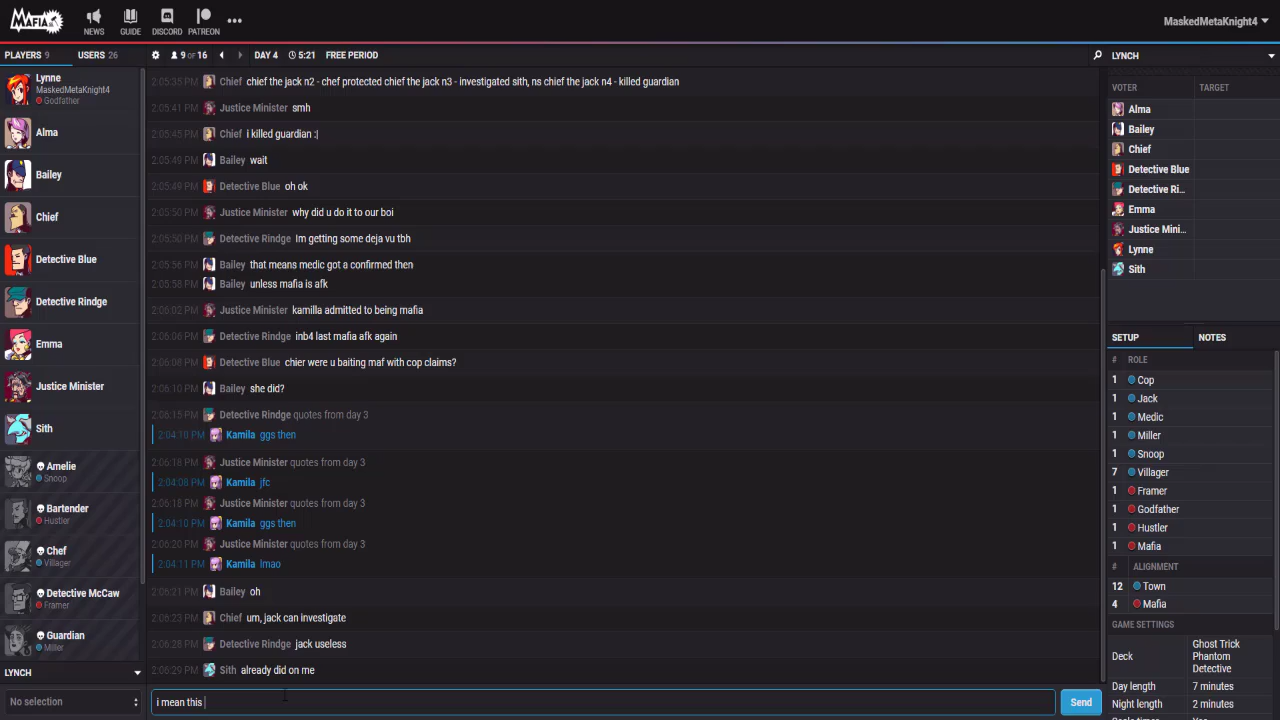 MAFIA
NEWS
GUIDE
DISCORD
PATREON
MaskedMetaKnight4
PLAYERS 9
USERS 26
9 of 16
DAY 4
5:21
FREE PERIOD
LYNCH
Lynne
MaskedMetaKnight4
Godfather
Alma
Bailey
Chief
Detective Blue
Detective Rindge
Emma
Justice Minister
Sith
Amelie
Snoop
Bartender
Hustler
Chef
Villager
Detective McCaw
Framer
Guardian
Miller
LYNCH
No selection
2:05:35 PM Chief chief the jack n2 - chef protected chief the jack n3 - investigated sith, ns chief the jack n4 - killed guardian
2:05:41 PM Justice Minister smh
2:05:45 PM Chief i killed guardian :|
2:05:49 PM Bailey wait
2:05:49 PM Detective Blue oh ok
2:05:50 PM Justice Minister why did u do it to our boi
2:05:50 PM Detective Rindge Im getting some deja vu tbh
2:05:56 PM Bailey that means medic got a confirmed then
2:05:58 PM Bailey unless mafia is afk
2:06:02 PM Justice Minister kamilla admitted to being mafia
2:06:06 PM Detective Rindge inb4 last mafia afk again
2:06:08 PM Detective Blue chier were u baiting maf with cop claims?
2:06:10 PM Bailey she did?
2:06:15 PM Detective Rindge quotes from day 3
2:04:10 PM Kamila ggs then
2:06:18 PM Justice Minister quotes from day 3
2:04:08 PM Kamila jfc
2:06:18 PM Justice Minister quotes from day 3
2:04:10 PM Kamila ggs then
2:06:20 PM Justice Minister quotes from day 3
2:04:11 PM Kamila lmao
2:06:21 PM Bailey oh
2:06:23 PM Chief um, jack can investigate
2:06:28 PM Detective Rindge jack useless
2:06:29 PM Sith already did on me
i mean this
Send
VOTER TARGET
Alma
Bailey
Chief
Detective Blue
Detective Ri...
Emma
Justice Mini...
Lynne
Sith
SETUP NOTES
# ROLE
1 Cop
1 Jack
1 Medic
1 Miller
1 Snoop
7 Villager
1 Framer
1 Godfather
1 Hustler
1 Mafia
# ALIGNMENT
12 Town
4 Mafia
GAME SETTINGS
Deck Ghost Trick Phantom Detective
Day length 7 minutes
Night length 2 minutes